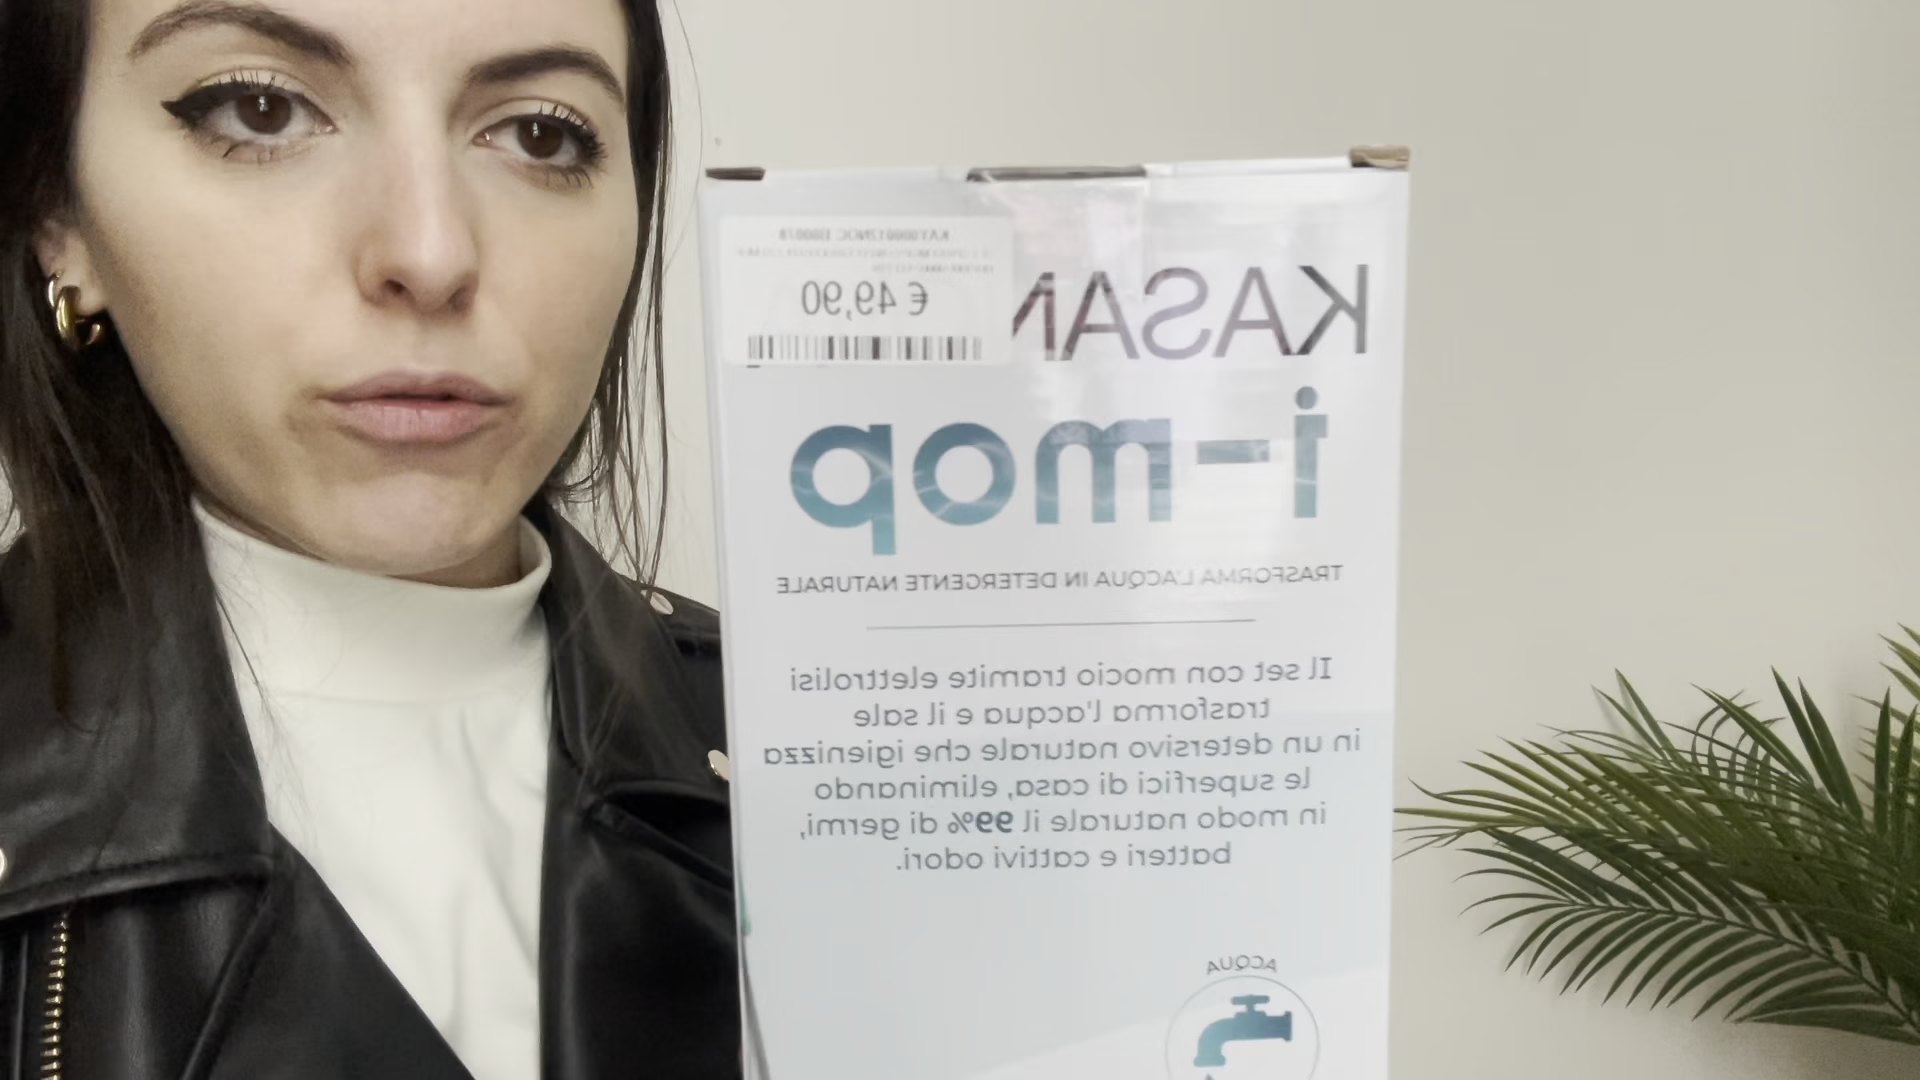 € 49,90
KASAN
i-mop
TRASFORMA L'ACQUA IN DETERGENTE NATURALE
Il set con mocio tramite elettrolisi
trasforma l'acqua e il sale
in un detersivo naturale che igienizza
le superfici di casa, eliminando
in modo naturale il 99% di germi,
batteri e cattivi odori.
ACQUA